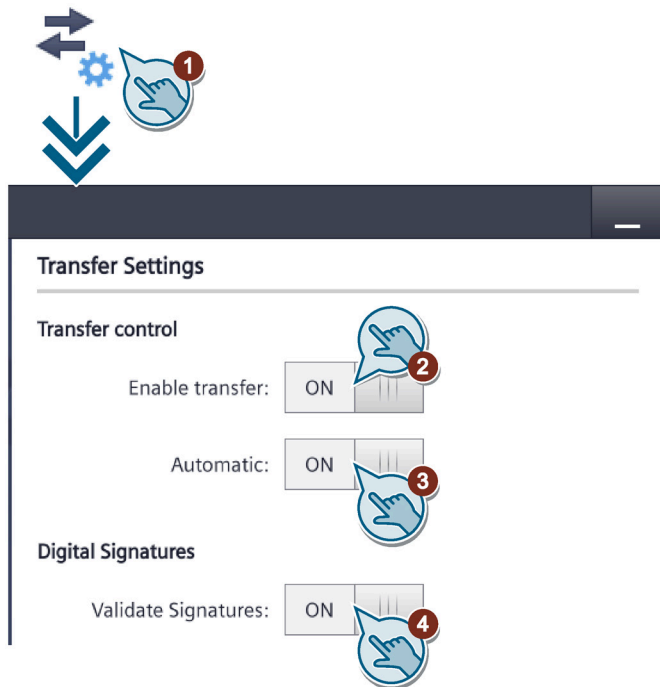 1
Transfer Settings
Transfer control
2
Enable transfer: ON
Automatic: ON
3
Digital Signatures
Validate Signatures: ON
4